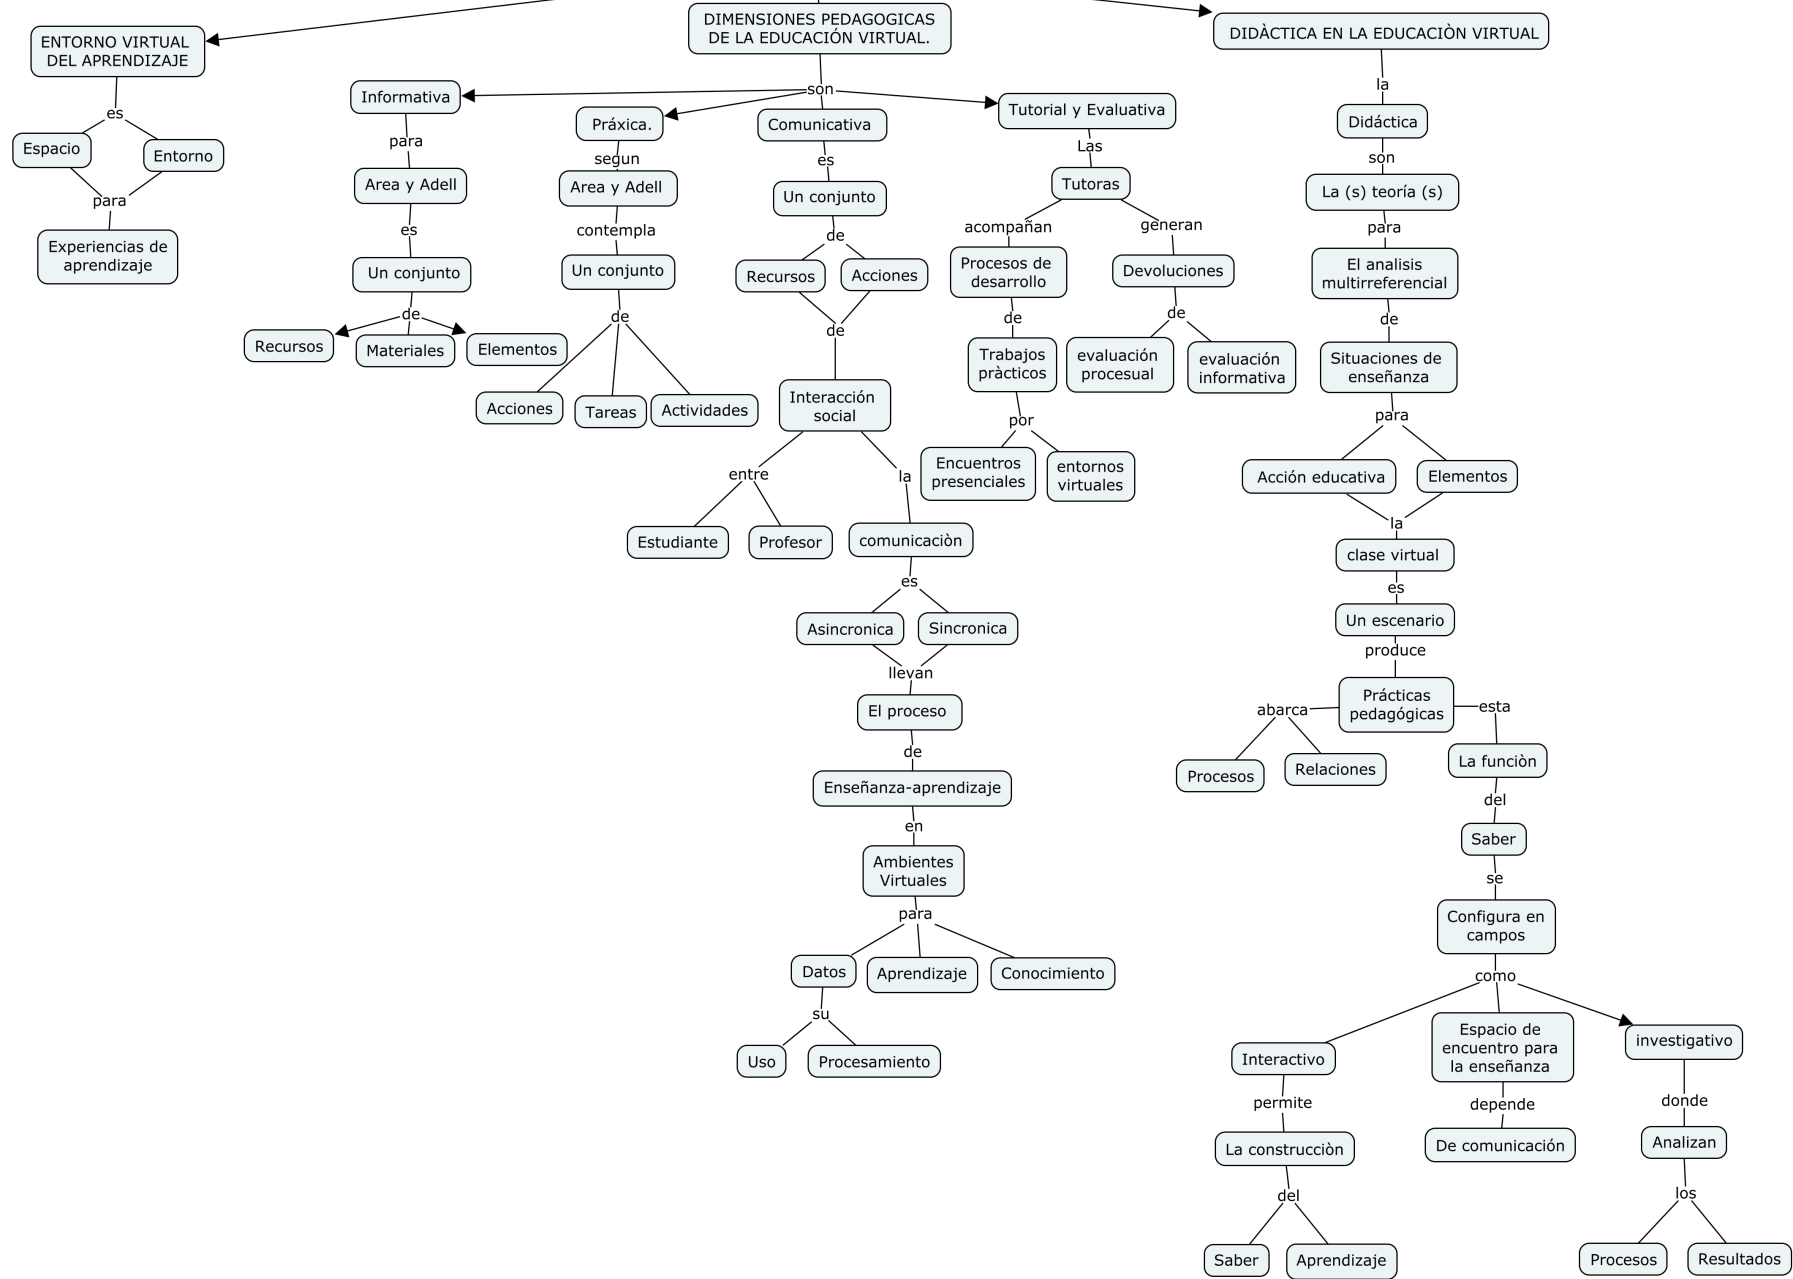 ENTORNO VIRTUAL
DEL APRENDIZAJE
es
Espacio
Entorno
para
Experiencias de
aprendizaje
DIMENSIONES PEDAGOGICAS
DE LA EDUCACIÓN VIRTUAL.
son
Informativa
para
Area y Adell
es
Un conjunto
de
Recursos
Materiales
Elementos
Práxica.
segun
Area y Adell
contempla
Un conjunto
de
Acciones
Tareas
Actividades
Comunicativa
es
Un conjunto
de
Recursos
Acciones
de
Interacción
social
entre
Estudiante
Profesor
la
comunicaciòn
es
Asincronica
Sincronica
llevan
El proceso
de
Enseñanza-aprendizaje
en
Ambientes
Virtuales
para
Datos
Aprendizaje
Conocimiento
su
Uso
Procesamiento
Tutorial y Evaluativa
Las
Tutoras
acompañan
Procesos de
desarrollo
de
Trabajos
pràcticos
por
Encuentros
presenciales
entornos
virtuales
generan
Devoluciones
de
evaluación
procesual
evaluación
informativa
DIDÀCTICA EN LA EDUCACIÒN VIRTUAL
la
Didáctica
son
La (s) teoría (s)
para
El analisis
multirreferencial
de
Situaciones de
enseñanza
para
Acción educativa
Elementos
la
clase virtual
es
Un escenario
produce
Prácticas
pedagógicas
abarca
Procesos
Relaciones
esta
La funciòn
del
Saber
se
Configura en
campos
como
Interactivo
permite
La construcciòn
del
Saber
Aprendizaje
Espacio de
encuentro para
la enseñanza
depende
De comunicación
investigativo
donde
Analizan
los
Procesos
Resultados